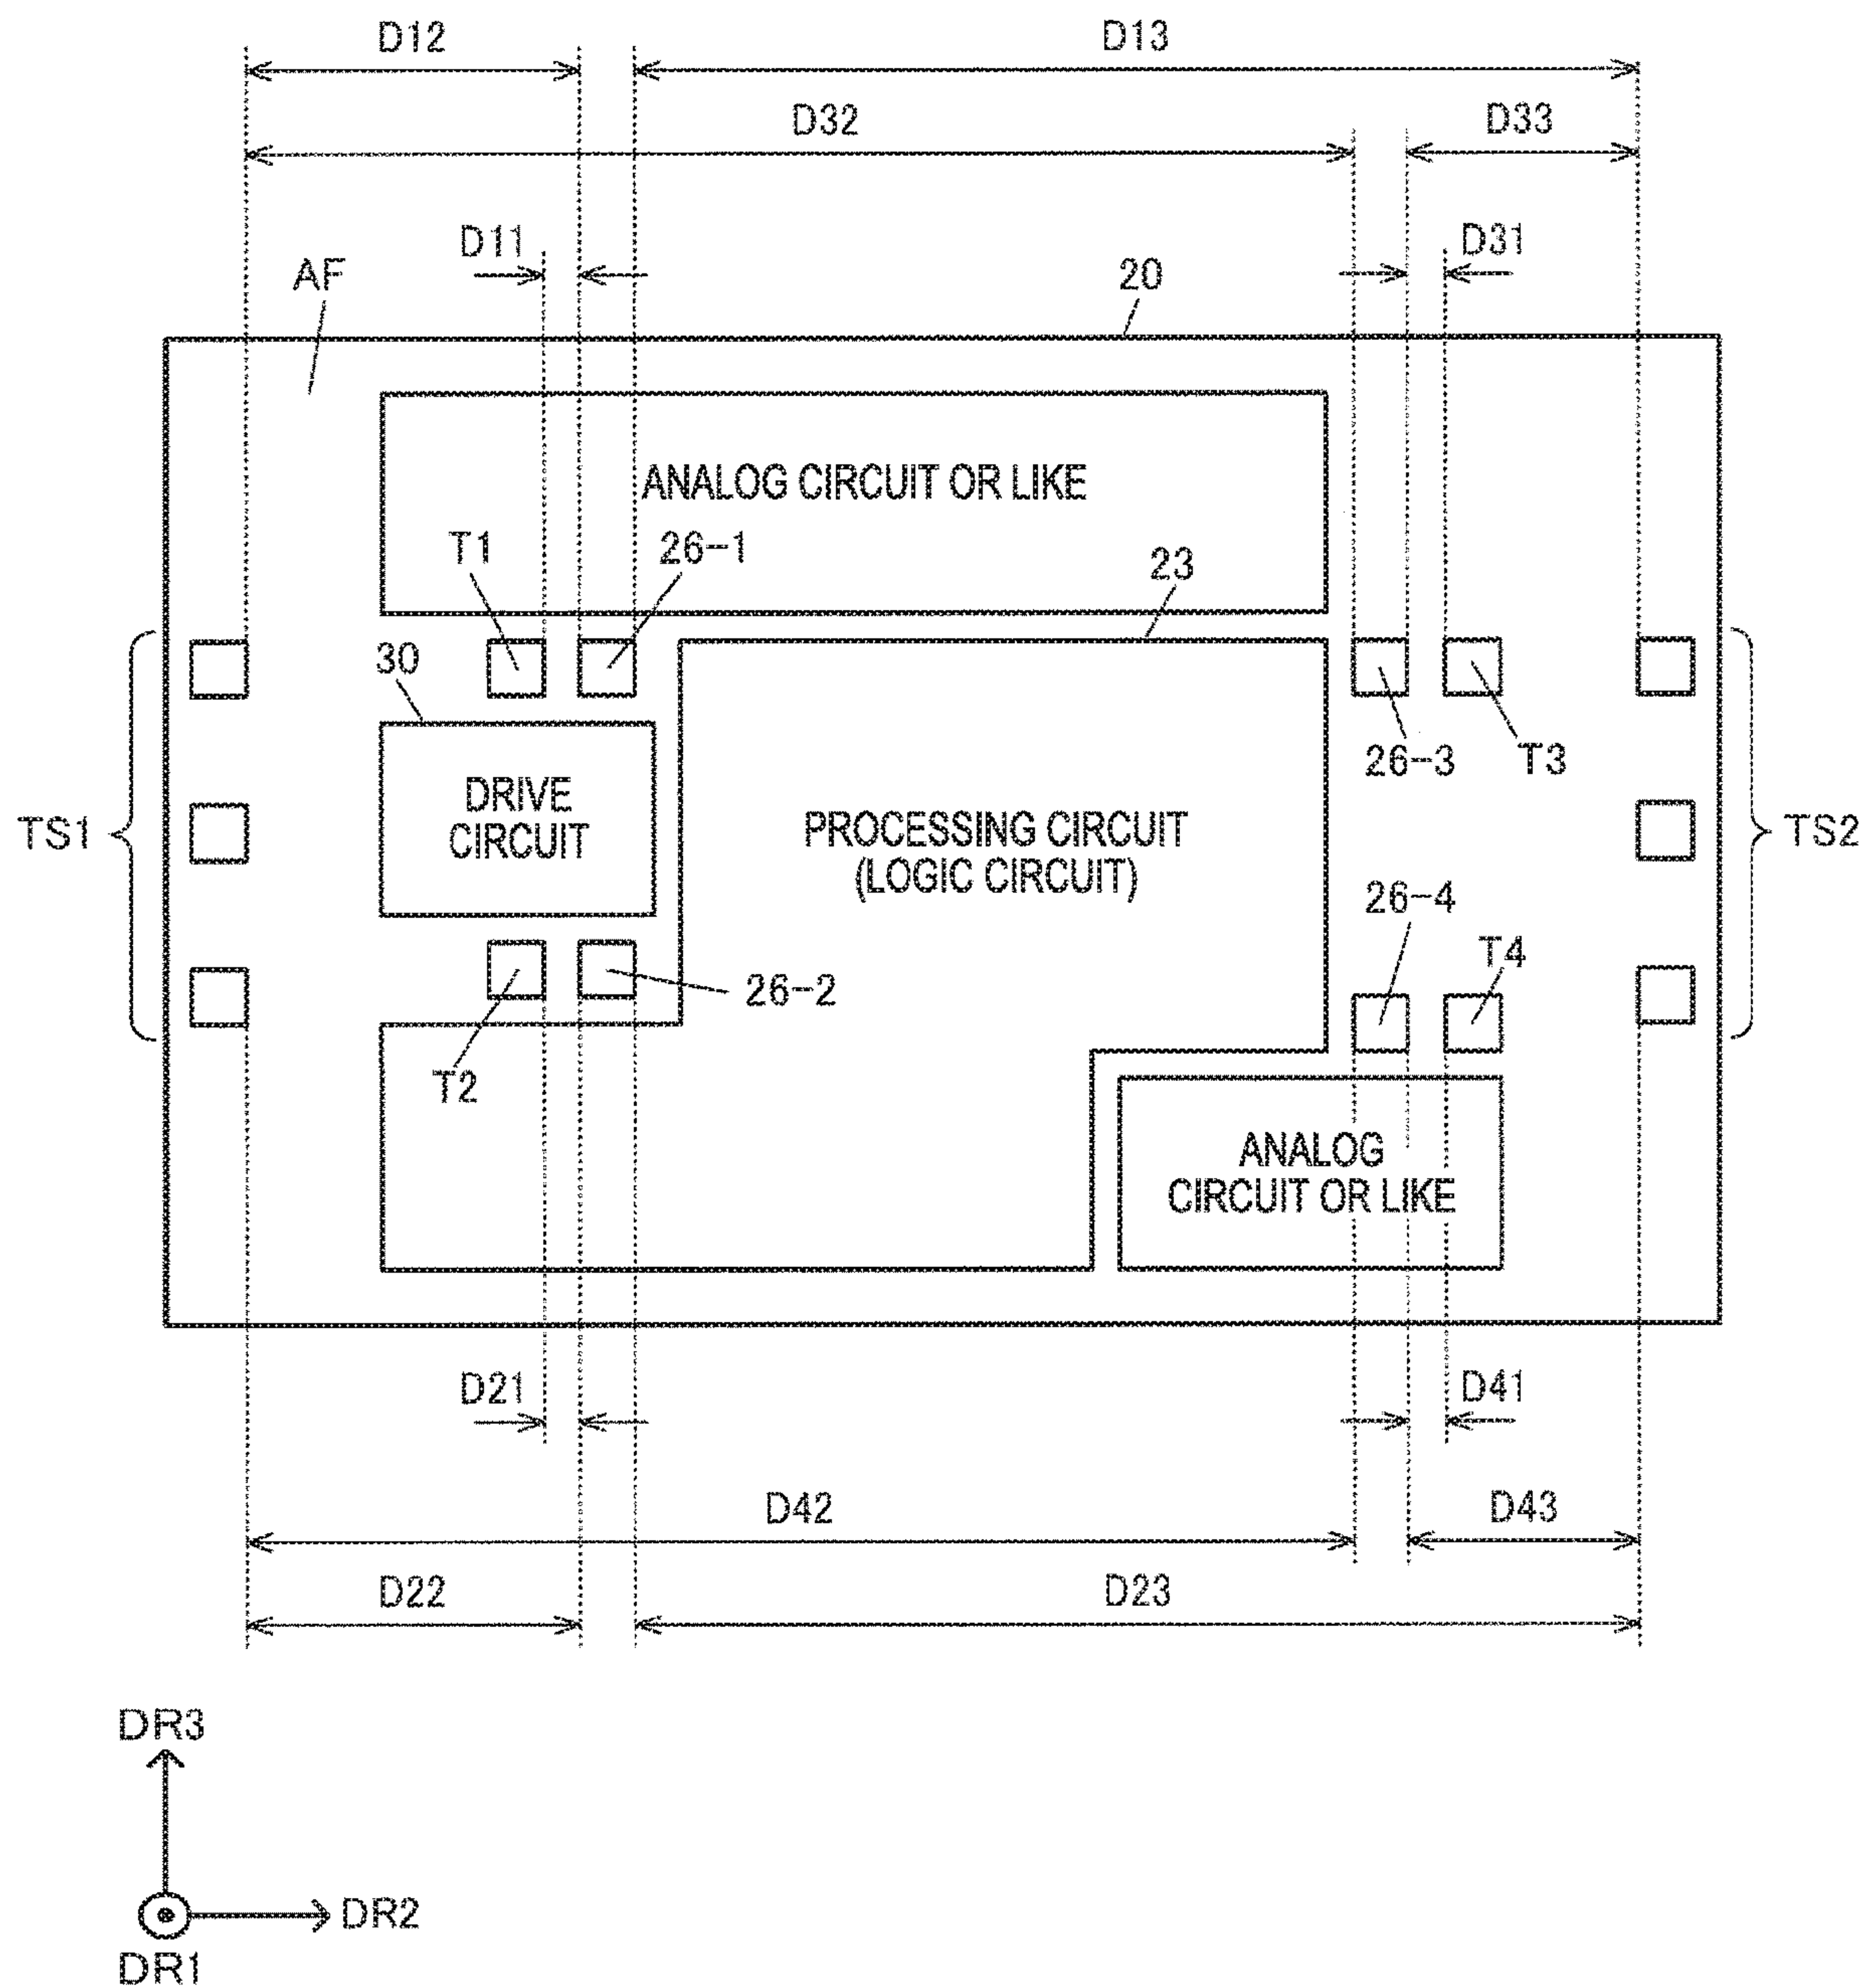 D12
D13
D32
D33
D11
D31
AF
20
ANALOG CIRCUIT OR LIKE
T1
26-1
23
30
26-3
T3
DRIVE
CIRCUIT
PROCESSING CIRCUIT
(LOGIC CIRCUIT)
TS1
TS2
26-4
T4
26-2
T2
ANALOG
CIRCUIT OR LIKE
D21
D41
D42
D43
D22
D23
DR3
DR2
DR1